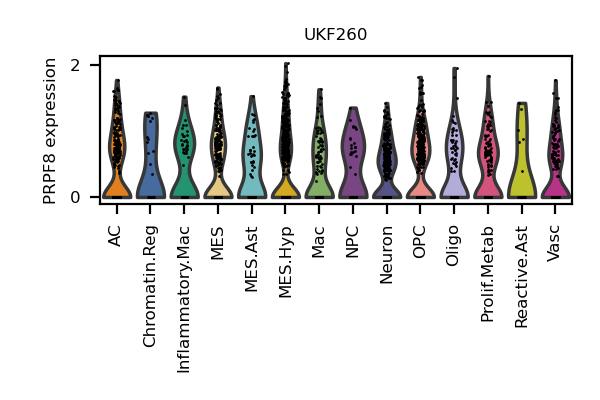 UKF260
PRPF8 expression
2
0
AC
Chromatin.Reg
Inflammatory.Mac
MES
MES.Ast
MES.Hyp
Mac
NPC
Neuron
OPC
Oligo
Prolif.Metab
Reactive.Ast
Vasc